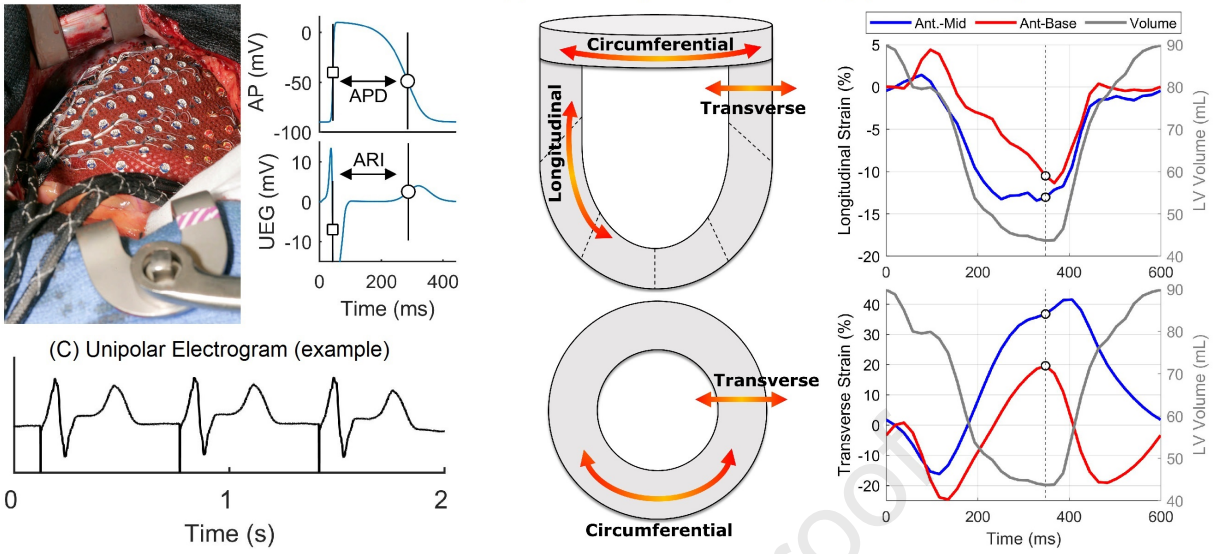 0
-50
-100
AP (mV)
APD
10
0
-10
UEG (mV)
ARI
0
200
400
Time (ms)
(C) Unipolar Electrogram (example)
0
1
2
Time (s)
Circumferential
Transverse
Longitudinal
Transverse
Circumferential
Ant.-Mid
Ant-Base
Volume
5
0
-5
-10
-15
-20
Longitudinal Strain (%)
90
80
70
60
50
40
LV Volume (mL)
0
200
400
600
40
30
20
10
0
-10
-20
Transverse Strain (%)
90
80
70
60
50
40
LV Volume (mL)
0
200
400
600
Time (ms)